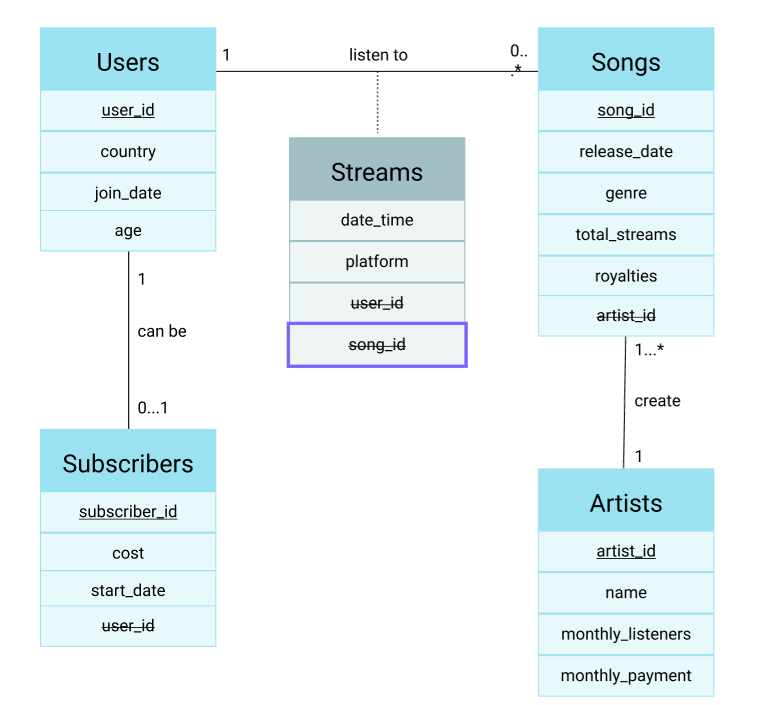 Users
user_id
country
join_date
age
1
listen to
0..
.*
Streams
date_time
platform
user_id
song_id
Songs
song_id
release_date
genre
total_streams
royalties
artist_id
1
can be
0...1
Subscribers
subscriber_id
cost
start_date
user_id
1...*
create
1
Artists
artist_id
name
monthly_listeners
monthly_payment